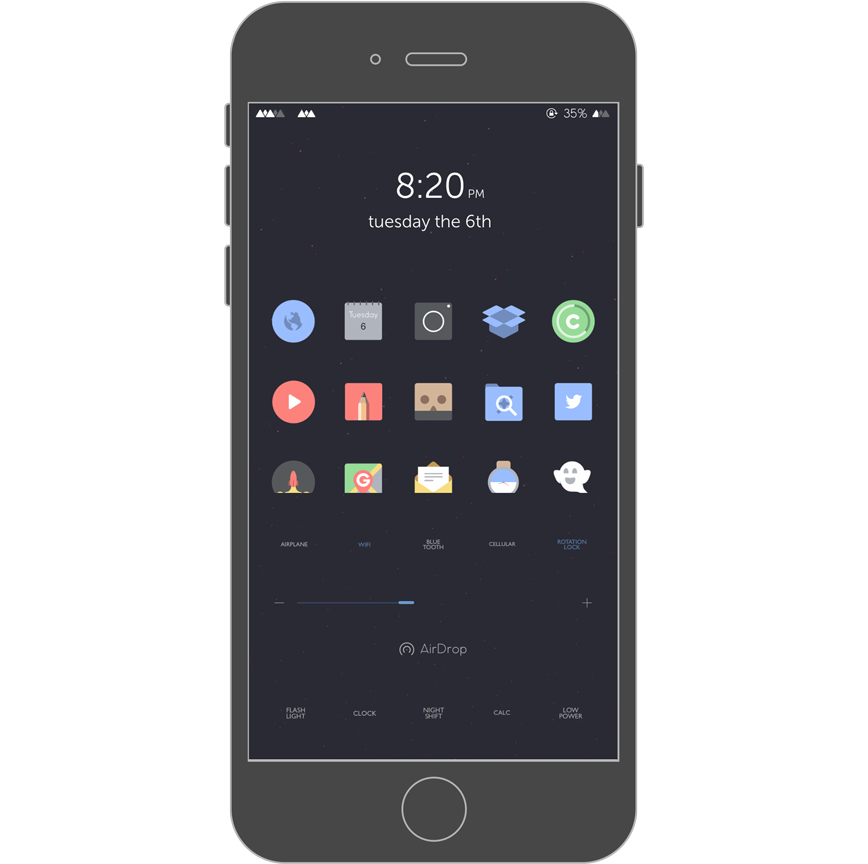 35%
8:20 PM
tuesday the 6th
Tuesday
6
C
G
AIRPLANE
WIFI
BLUE
TOOTH
CELLULAR
ROTATION
LOCK
AirDrop
FLASH
LIGHT
CLOCK
NIGHT
SHIFT
CALC
LOW
POWER